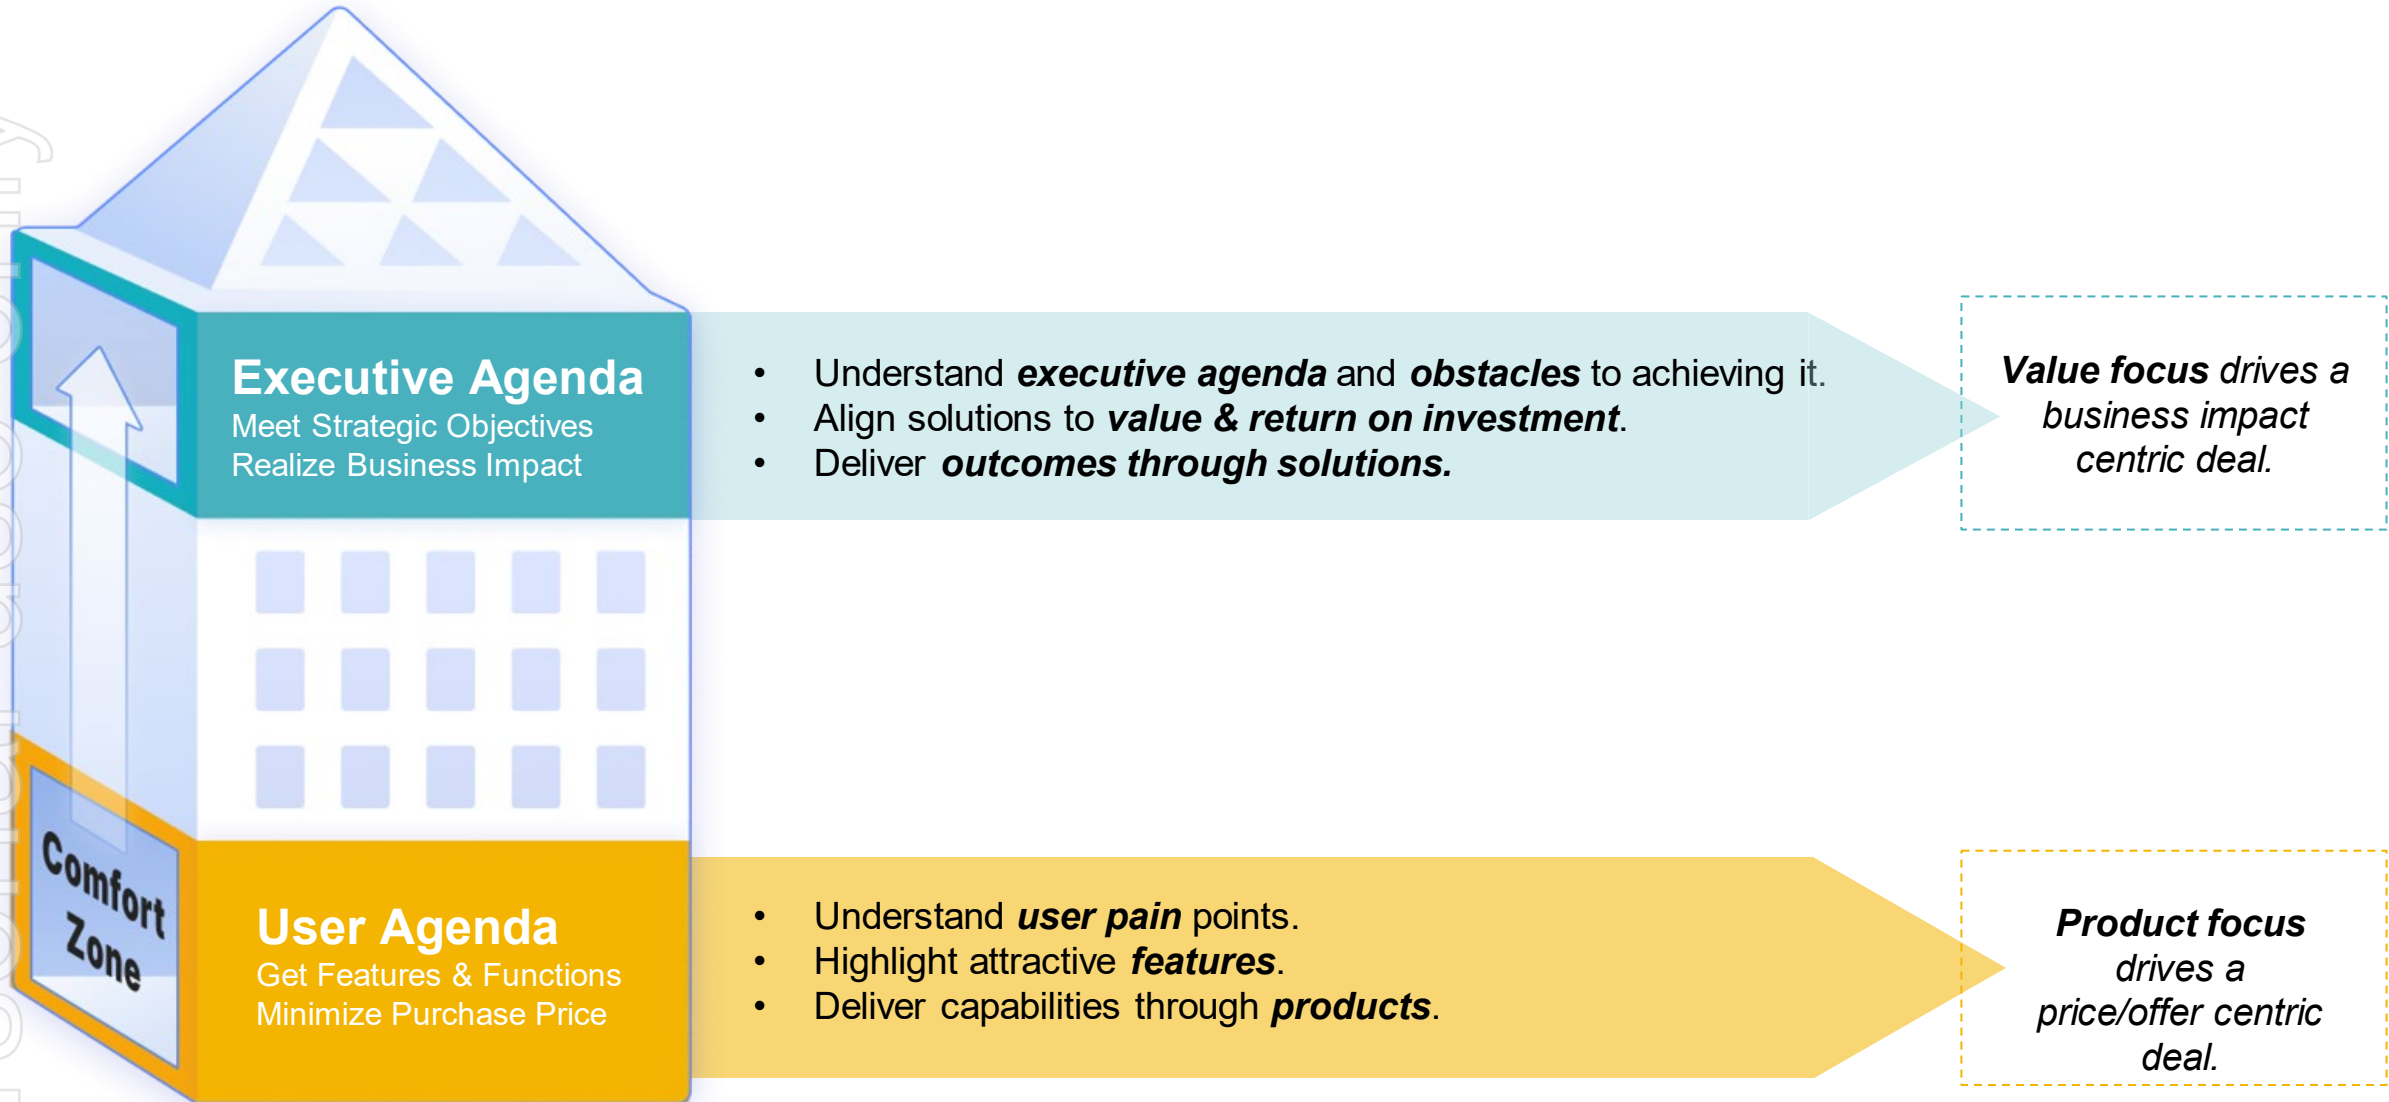 Executive Agenda
Meet Strategic Objectives
Realize Business Impact
• Understand executive agenda and obstacles to achieving it.
• Align solutions to value & return on investment.
• Deliver outcomes through solutions.
Value focus drives a
business impact
centric deal.
Comfort
Zone
User Agenda
Get Features & Functions
Minimize Purchase Price
• Understand user pain points.
• Highlight attractive features.
• Deliver capabilities through products.
Product focus
drives a
price/offer centric
deal.